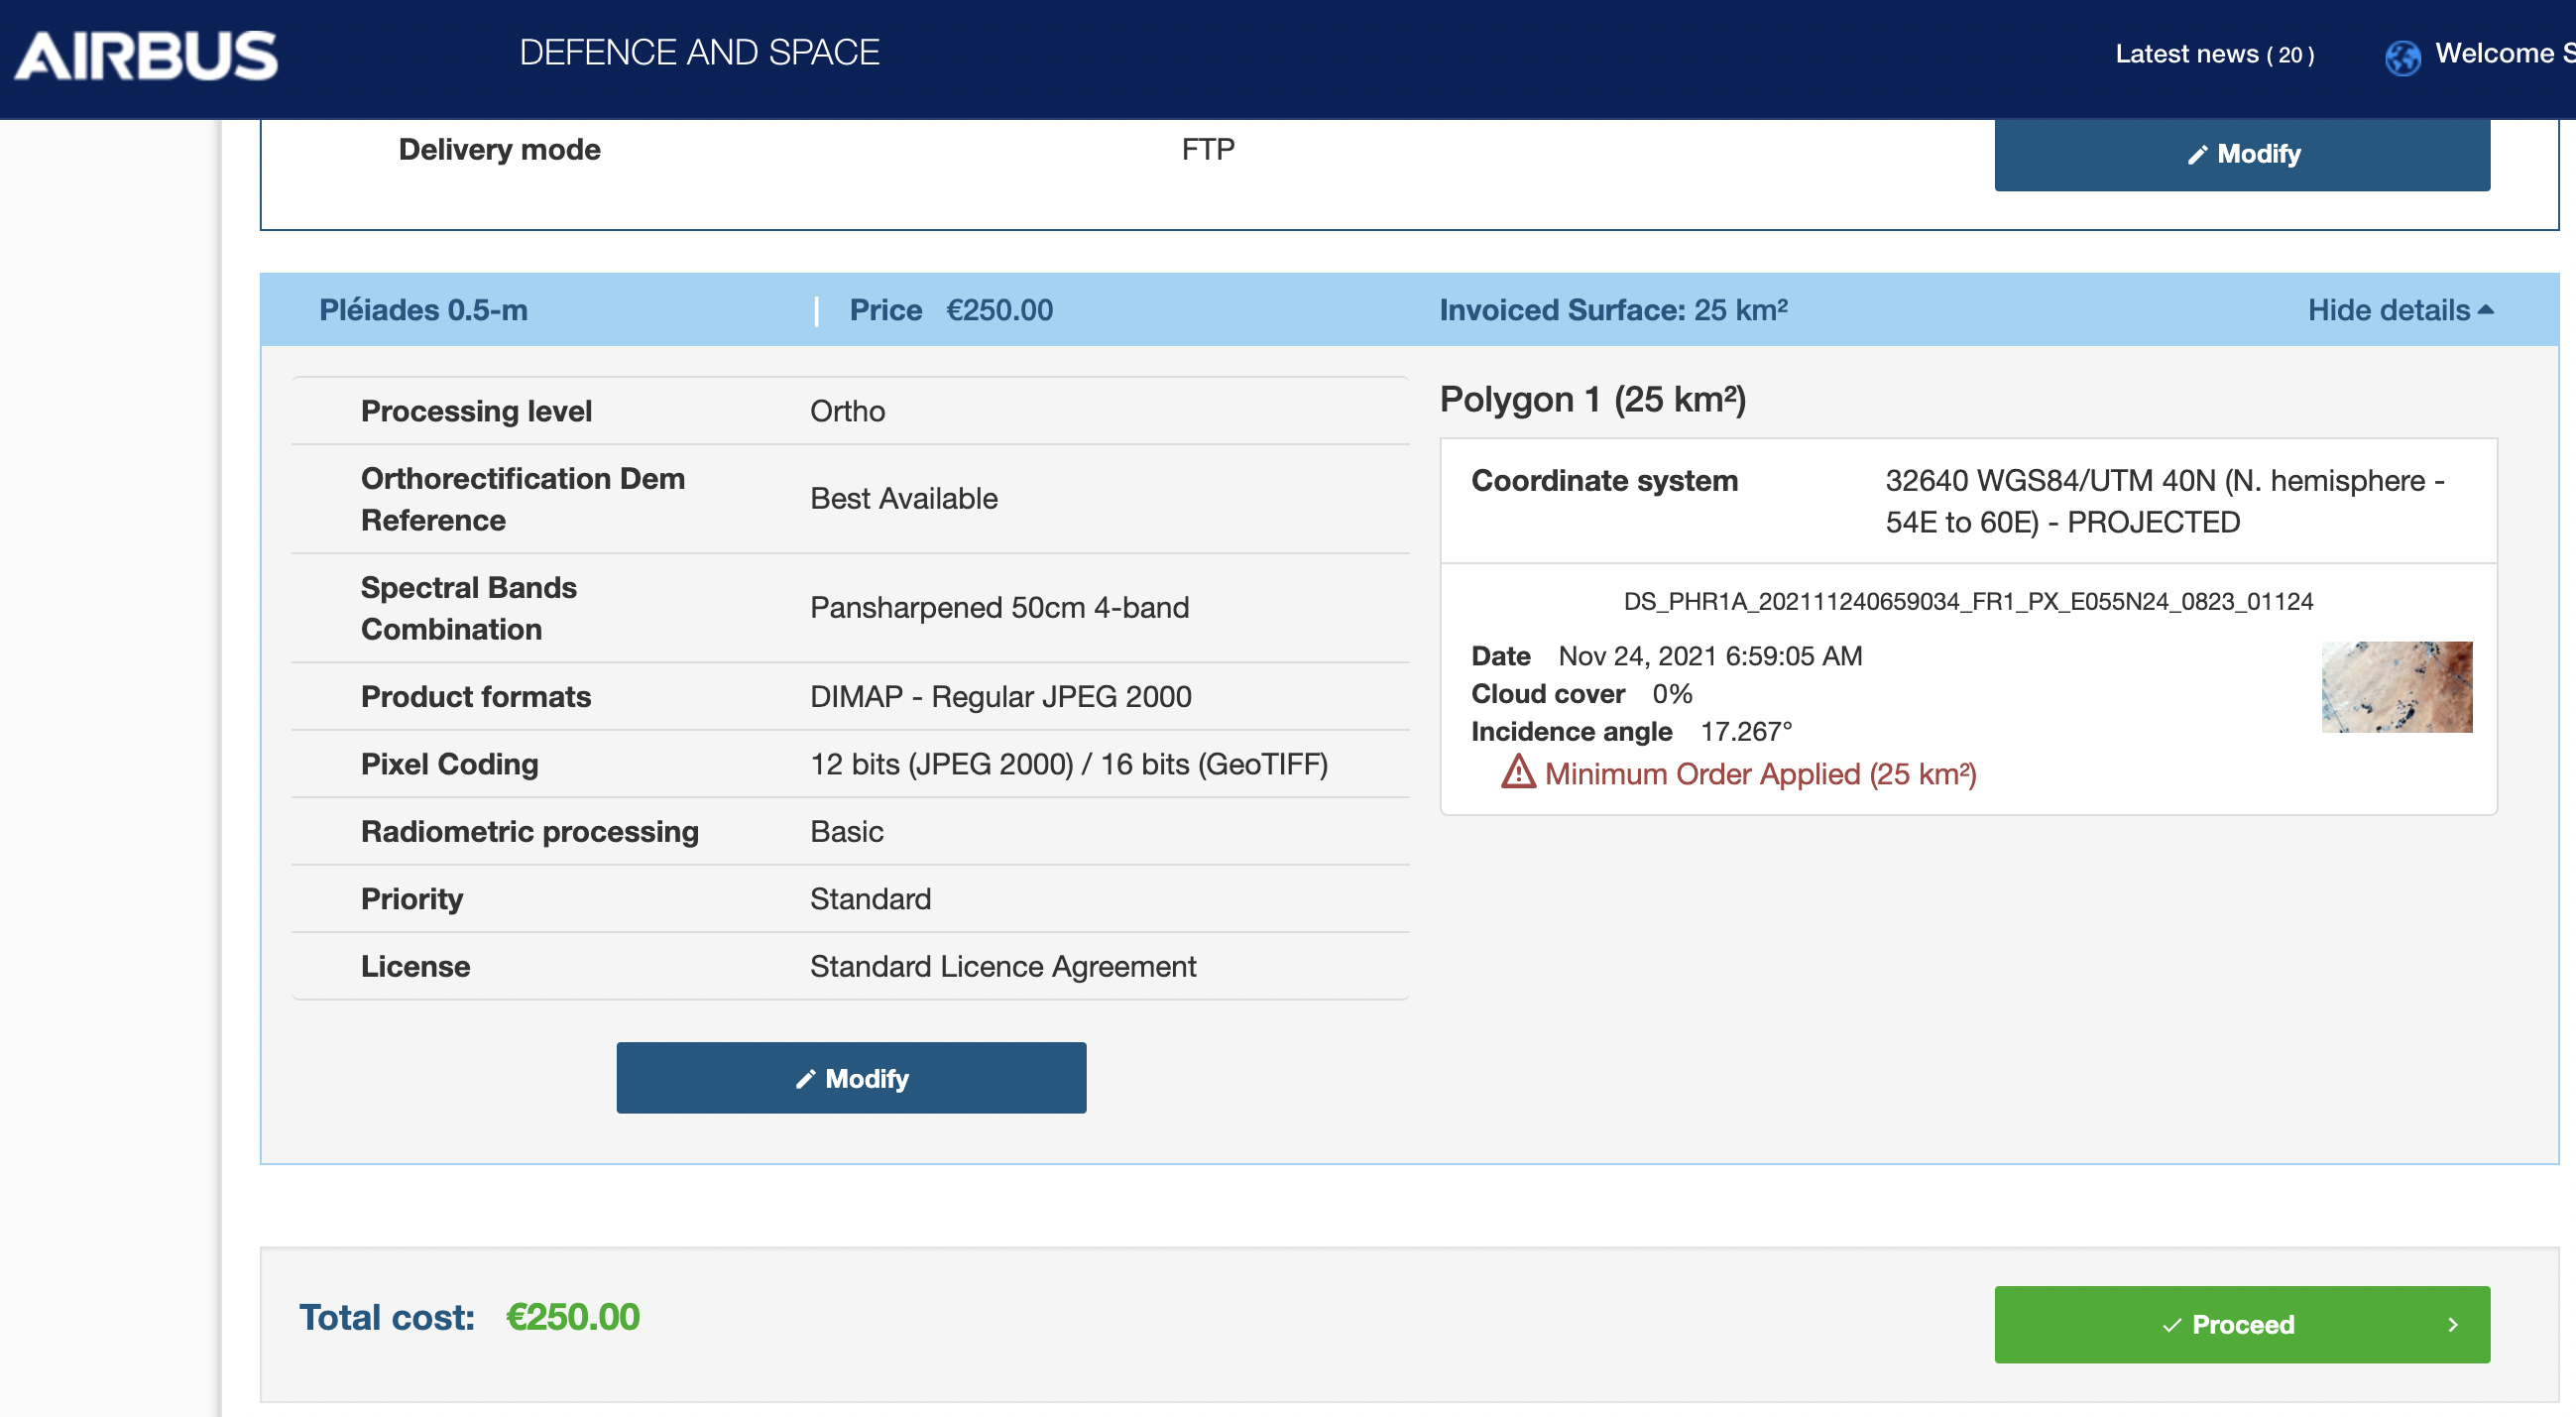 AIRBUS
DEFENCE AND SPACE
Latest news ( 20 )
Welcome S
Delivery mode
FTP
Modify
Pléiades 0.5-m
Price €250.00
Invoiced Surface: 25 km²
Hide details
Processing level
Ortho
Orthorectification Dem
Reference
Best Available
Spectral Bands
Combination
Pansharpened 50cm 4-band
Product formats
DIMAP - Regular JPEG 2000
Pixel Coding
12 bits (JPEG 2000) / 16 bits (GeoTIFF)
Radiometric processing
Basic
Priority
Standard
License
Standard Licence Agreement
Modify
Polygon 1 (25 km²)
Coordinate system
32640 WGS84/UTM 40N (N. hemisphere -
54E to 60E) - PROJECTED
DS_PHR1A_202111240659034_FR1_PX_E055N24_0823_01124
Date Nov 24, 2021 6:59:05 AM
Cloud cover 0%
Incidence angle 17.267°
Minimum Order Applied (25 km²)
Total cost: €250.00
Proceed